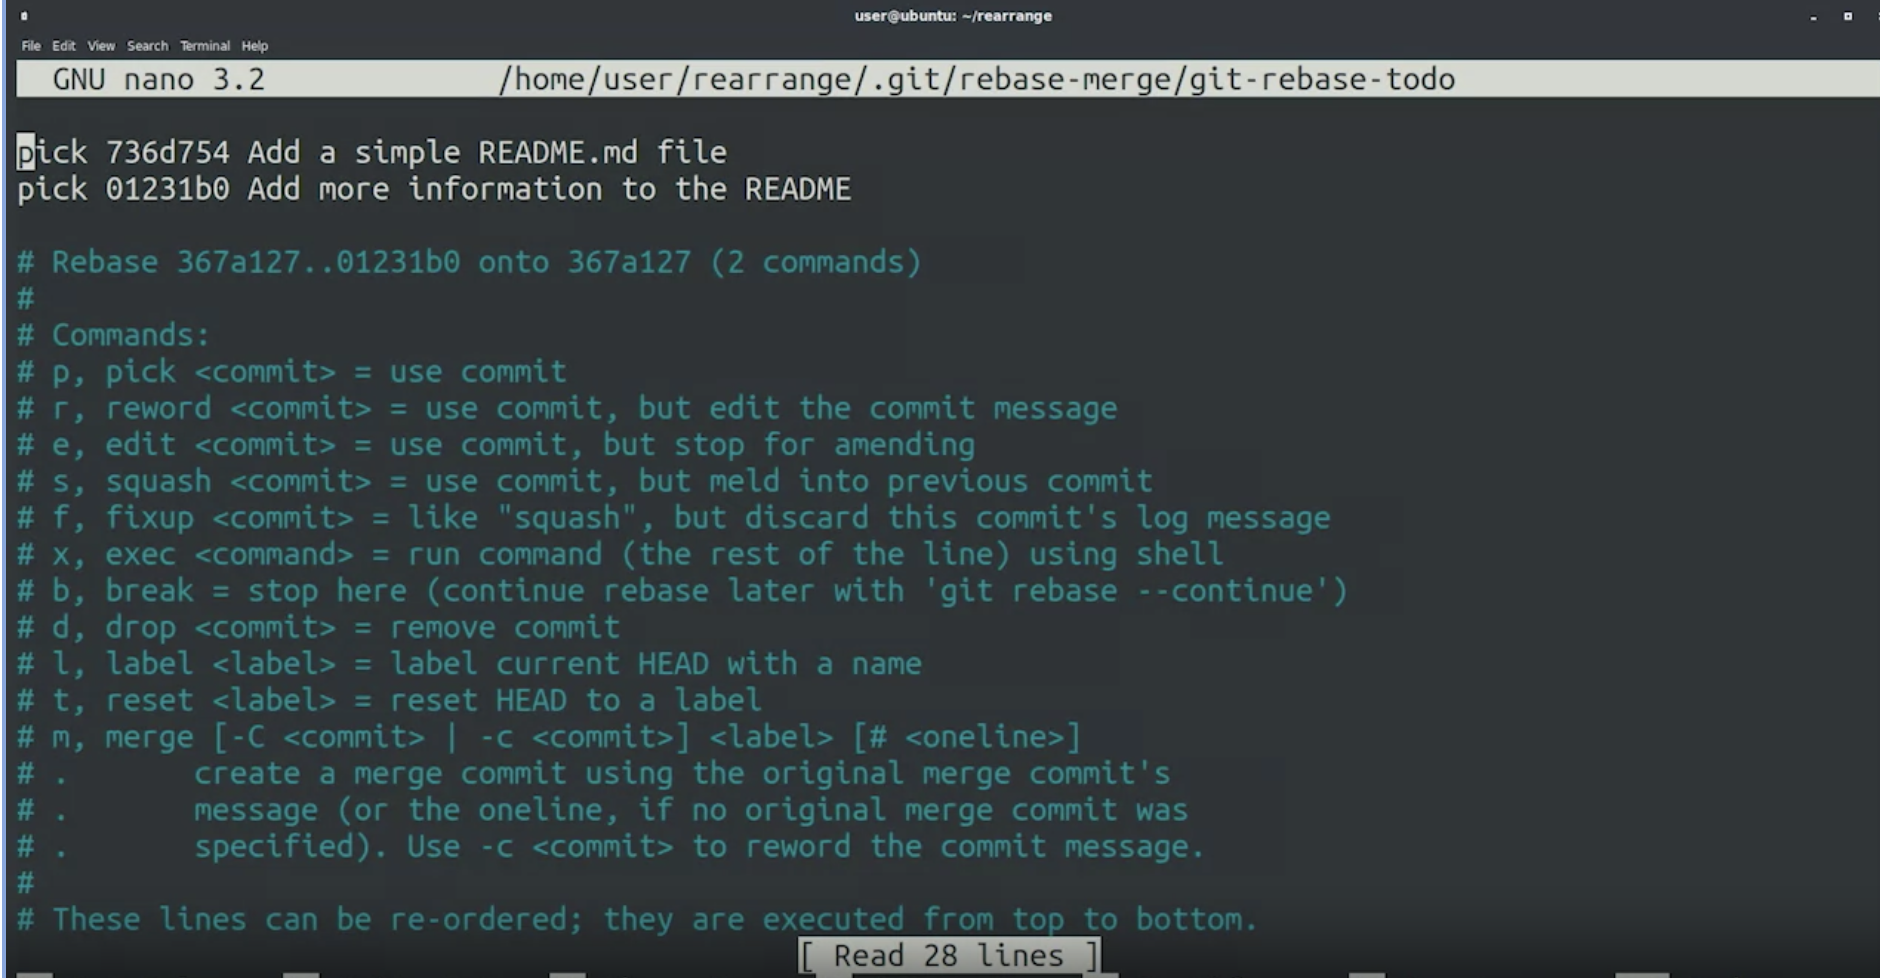 user@ubuntu: ~/rearrange
File Edit View Search Terminal Help
GNU nano 3.2 /home/user/rearrange/.git/rebase-merge/git-rebase-todo
pick 736d754 Add a simple README.md file
pick 01231b0 Add more information to the README
# Rebase 367a127..01231b0 onto 367a127 (2 commands)
#
# Commands:
# p, pick <commit> = use commit
# r, reword <commit> = use commit, but edit the commit message
# e, edit <commit> = use commit, but stop for amending
# s, squash <commit> = use commit, but meld into previous commit
# f, fixup <commit> = like "squash", but discard this commit's log message
# x, exec <command> = run command (the rest of the line) using shell
# b, break = stop here (continue rebase later with 'git rebase --continue')
# d, drop <commit> = remove commit
# l, label <label> = label current HEAD with a name
# t, reset <label> = reset HEAD to a label
# m, merge [-C <commit> | -c <commit>] <label> [# <oneline>]
# .       create a merge commit using the original merge commit's
# .       message (or the oneline, if no original merge commit was
# .       specified). Use -c <commit> to reword the commit message.
#
# These lines can be re-ordered; they are executed from top to bottom.
[ Read 28 lines ]